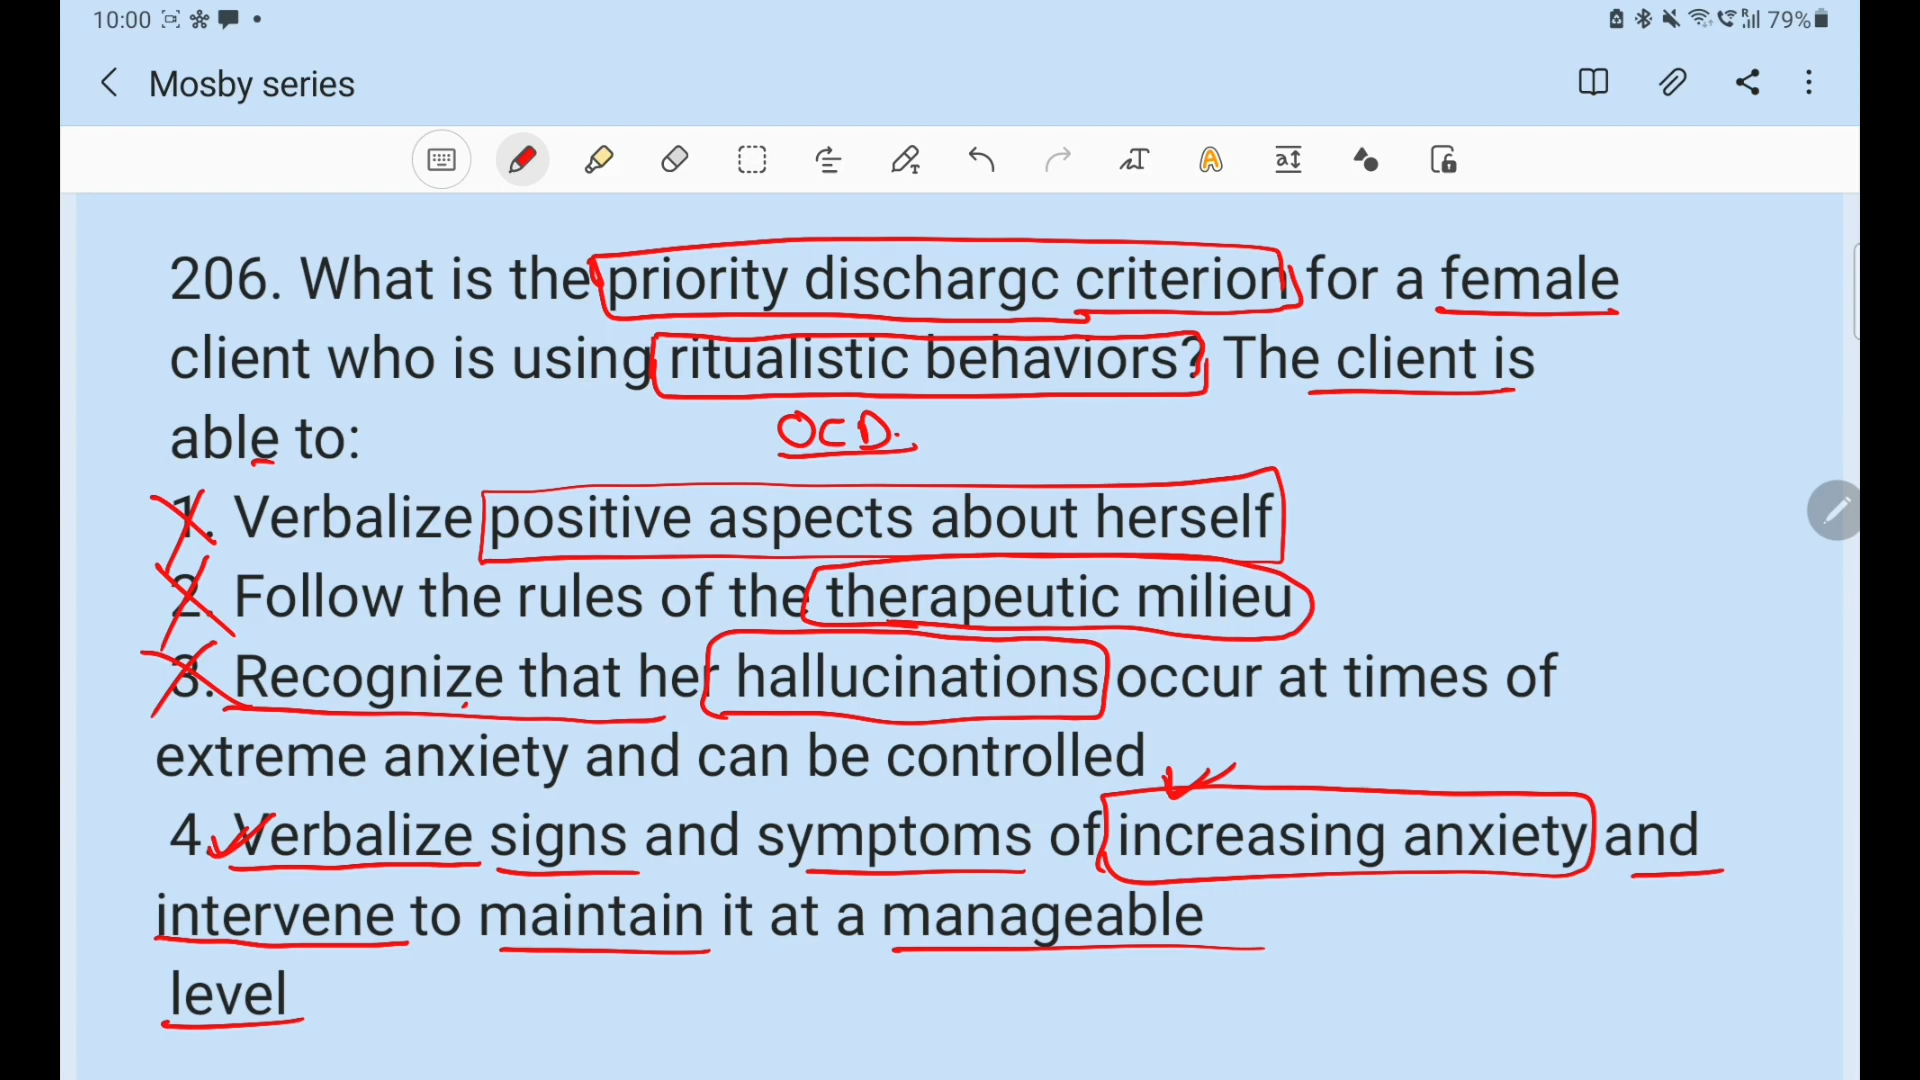 10:00
79%
Mosby series
206. What is the priority dischargc criterion for a female
client who is using ritualistic behaviors? The client is
able to:
OCD.
1. Verbalize positive aspects about herself
2. Follow the rules of the therapeutic milieu
3. Recognize that her hallucinations occur at times of
extreme anxiety and can be controlled
4. Verbalize signs and symptoms of increasing anxiety and
intervene to maintain it at a manageable
level